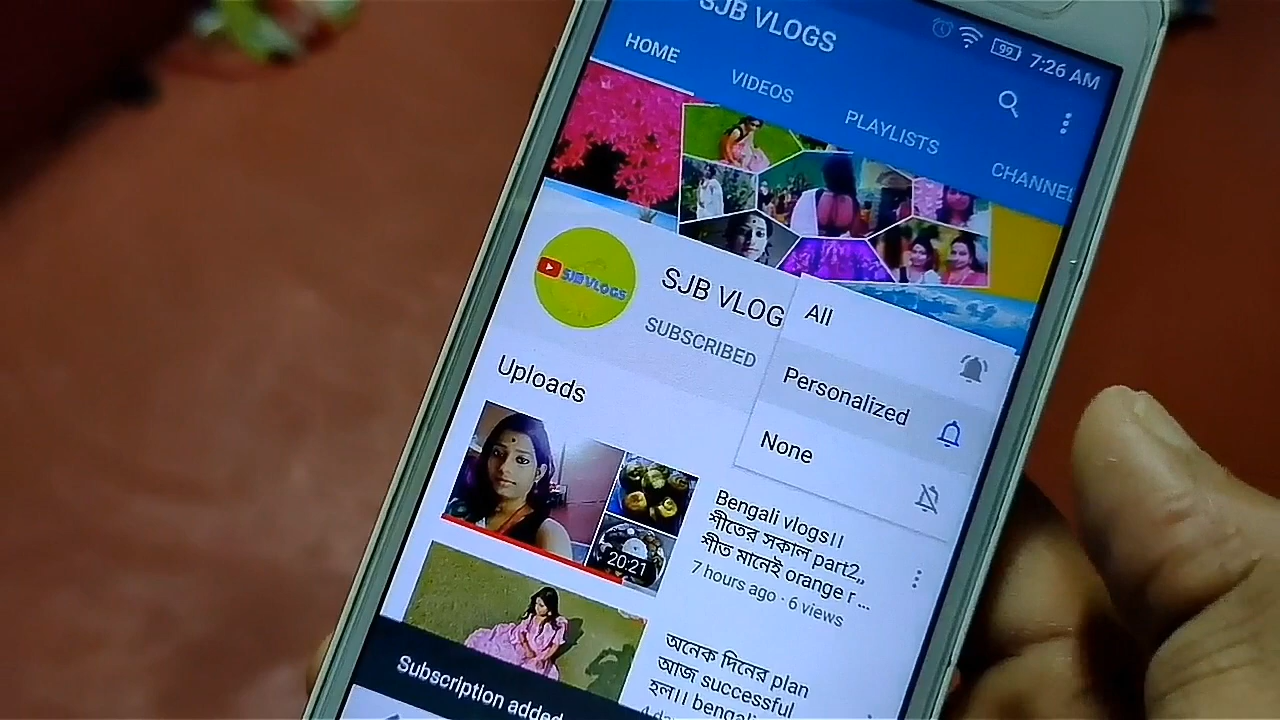 SJB VLOGS
99 7:26 AM
HOME
VIDEOS
PLAYLISTS
CHANNEL
SJB VLOGS
SJB VLOG
SUBSCRIBED
All
Personalized
None
Uploads
20:21
Bengali vlogs।।
শীতের সকাল part2,,
শীত মানেই orange r ...
7 hours ago · 6 views
অনেক দিনের plan
আজ successful
হল।। bengali
Subscription added